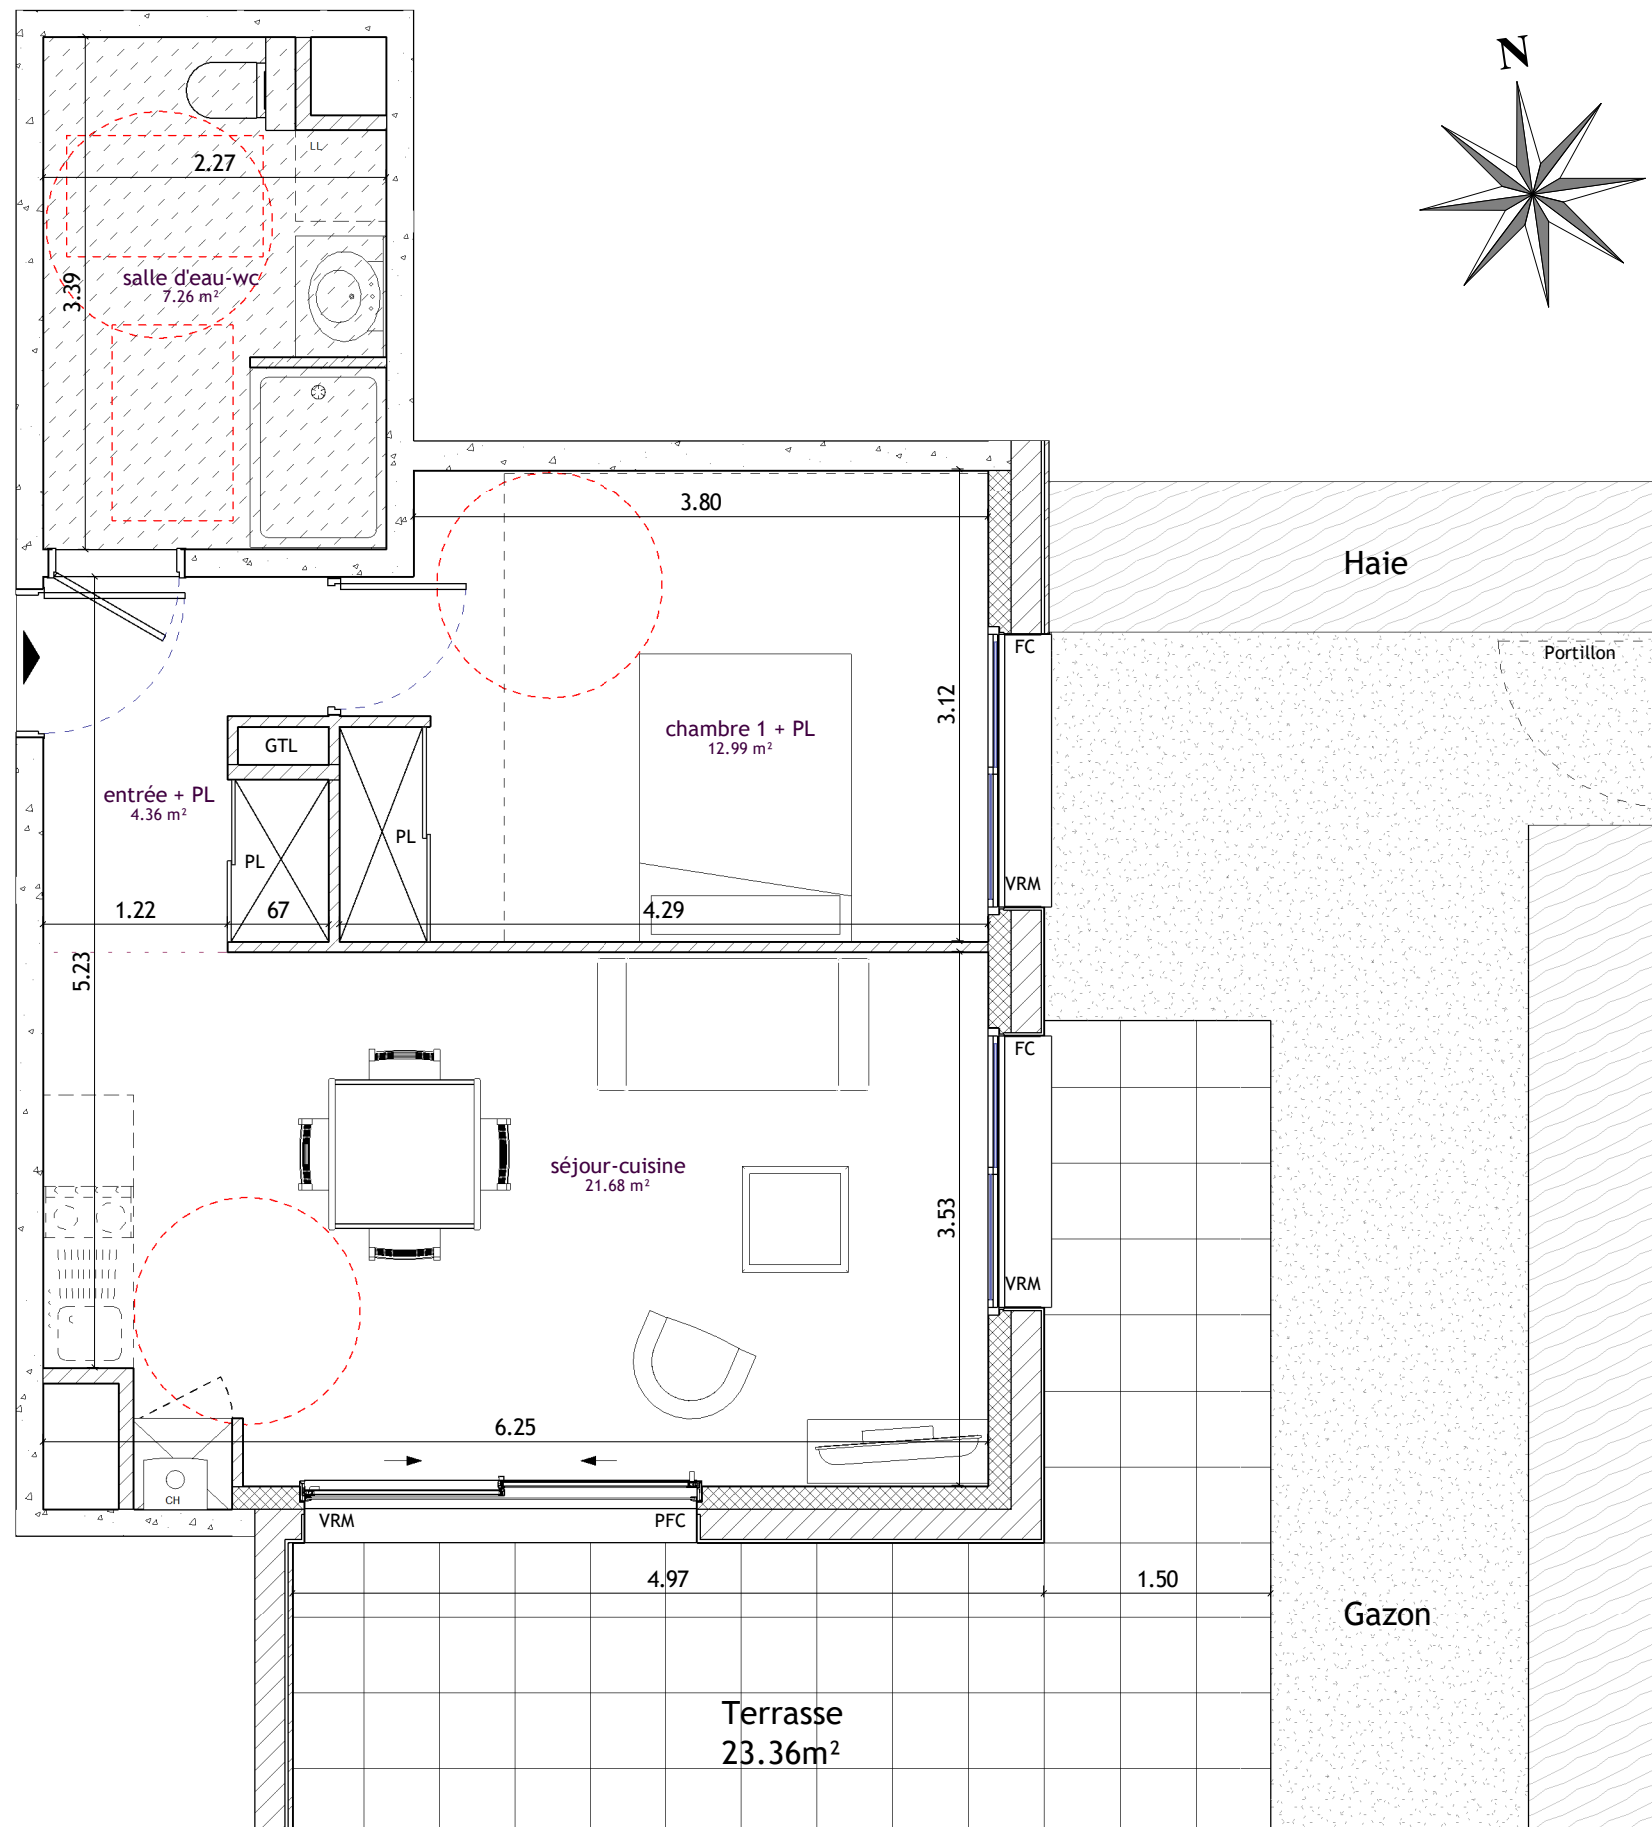 N
LL
2.27
3.39
salle d'eau-wc
7.26 m²
3.80
Haie
FC
Portillon
3.12
chambre 1 + PL
12.99 m²
GTL
entrée + PL
4.36 m²
PL
PL
VRM
1.22
67
4.29
5.23
FC
séjour-cuisine
21.68 m²
3.53
VRM
6.25
CH
VRM
PFC
4.97
1.50
Gazon
Terrasse
23.36m²